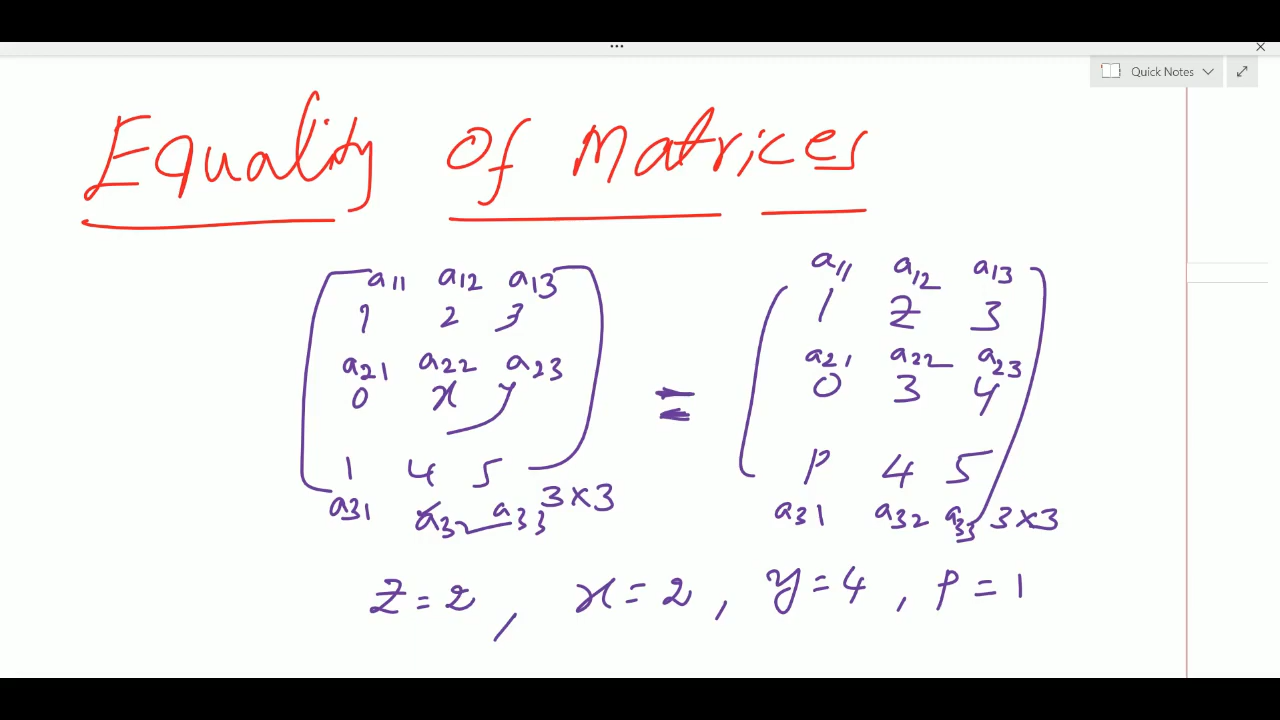 Quick Notes
Equality of Matrices
a11 a12 a13 a11 a12 a13
1 2 3 1 Z 3
a21 a22 a23 a21 a22 a23
0 x y = 0 3 4
1 4 5 P 4 5
a31 a32 a33 3×3 a31 a32 a33 3×3
Z = 2 , x = 2 , y = 4 , P = 1